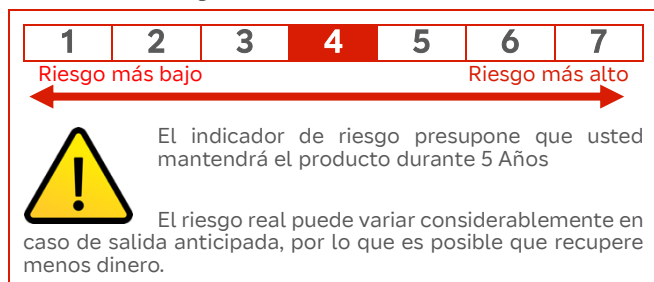 1 2 3 4 5 6 7
Riesgo más bajo Riesgo más alto
El indicador de riesgo presupone que usted
mantendrá el producto durante 5 Años
El riesgo real puede variar considerablemente en
caso de salida anticipada, por lo que es posible que recupere
menos dinero.